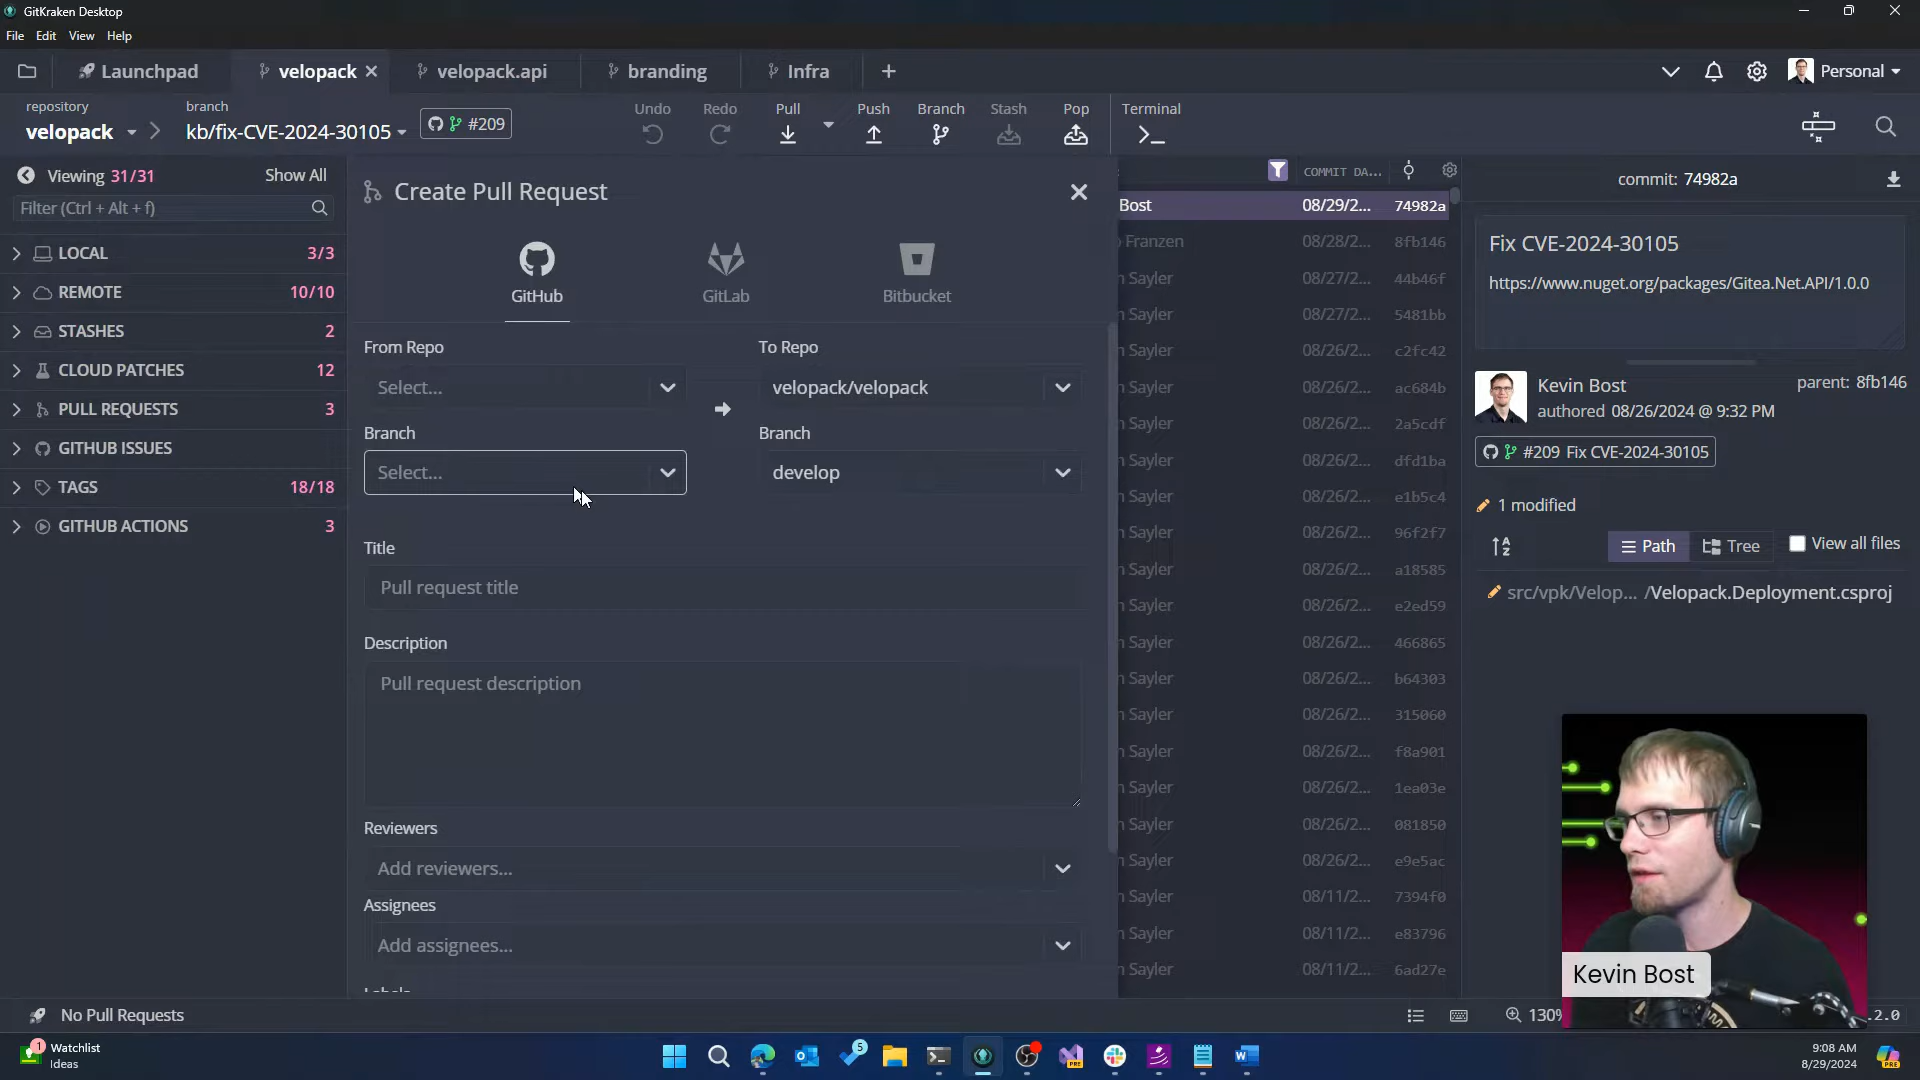 GitKraken Desktop
File Edit View Help
Launchpad velopack velopack.api branding Infra Personal
repository
velopack
branch
kb/fix-CVE-2024-30105
#209
Undo Redo Pull Push Branch Stash Pop Terminal
Viewing 31/31 Show All
Filter (Ctrl + Alt + f)
LOCAL 3/3
REMOTE 10/10
STASHES 2
CLOUD PATCHES 12
PULL REQUESTS 3
GITHUB ISSUES
TAGS 18/18
GITHUB ACTIONS 3
Create Pull Request
GitHub GitLab Bitbucket
From Repo To Repo
Select... velopack/velopack
Branch Branch
Select... develop
Title
Pull request title
Description
Pull request description
Reviewers
Add reviewers...
Assignees
Add assignees...
Labels
COMMIT DA...
Bost 08/29/2... 74982a
Franzen 08/28/2... 8fb146
Sayler 08/27/2... 44b46f
Sayler 08/27/2... 5481bb
Sayler 08/26/2... c2fc42
Sayler 08/26/2... ac684b
Sayler 08/26/2... 2a5cdf
Sayler 08/26/2... dfd1ba
Sayler 08/26/2... e1b5c4
Sayler 08/26/2... 96f2f7
Sayler 08/26/2... a18585
Sayler 08/26/2... e2ed59
Sayler 08/26/2... 466865
Sayler 08/26/2... b64303
Sayler 08/26/2... 315060
Sayler 08/26/2... f8a901
Sayler 08/26/2... 1ea03e
Sayler 08/26/2... 081850
Sayler 08/26/2... e9e5ac
Sayler 08/11/2... 7394f0
Sayler 08/11/2... e83796
Sayler 08/11/2... 6ad27e
commit: 74982a
Fix CVE-2024-30105
https://www.nuget.org/packages/Gitea.Net.API/1.0.0
Kevin Bost parent: 8fb146
authored 08/26/2024 @ 9:32 PM
#209 Fix CVE-2024-30105
1 modified
Path Tree View all files
src/vpk/Velop... /Velopack.Deployment.csproj
Kevin Bost
No Pull Requests 130% .2.0
1 Watchlist
Ideas
5
PRE
PRE
9:08 AM
8/29/2024